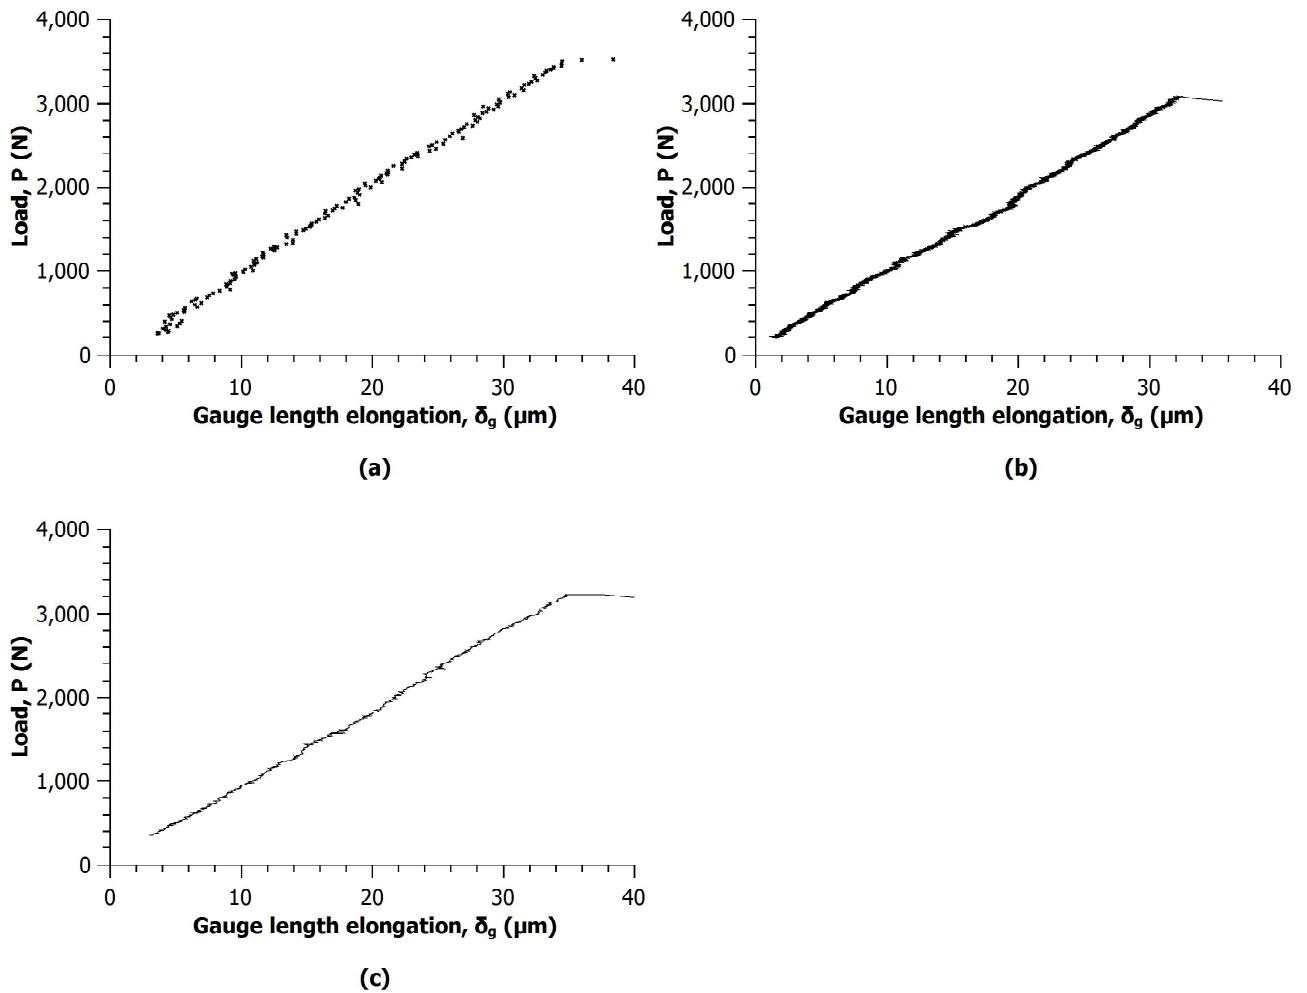 4,000
3,000
2,000
1,000
0
Load, P (N)
0 10 20 30 40
Gauge length elongation, δg (µm)
(a)
4,000
3,000
2,000
1,000
0
Load, P (N)
0 10 20 30 40
Gauge length elongation, δg (µm)
(b)
4,000
3,000
2,000
1,000
0
Load, P (N)
0 10 20 30 40
Gauge length elongation, δg (µm)
(c)